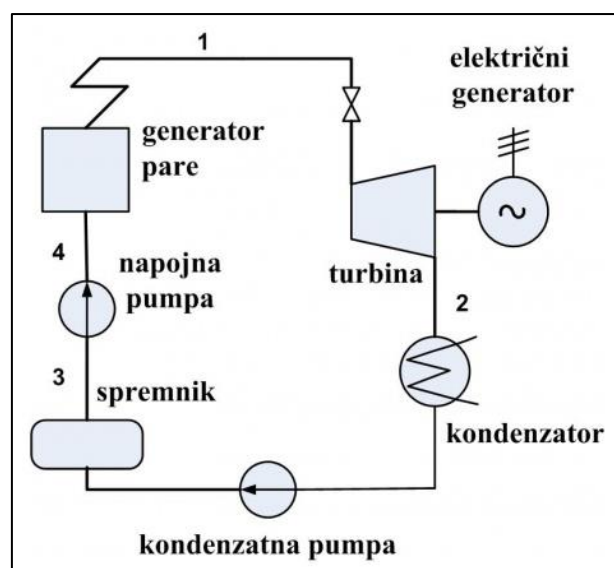 1
električni
generator
generator
pare
4
napojna
pumpa
turbina
2
3
spremnik
kondenzator
kondenzatna pumpa